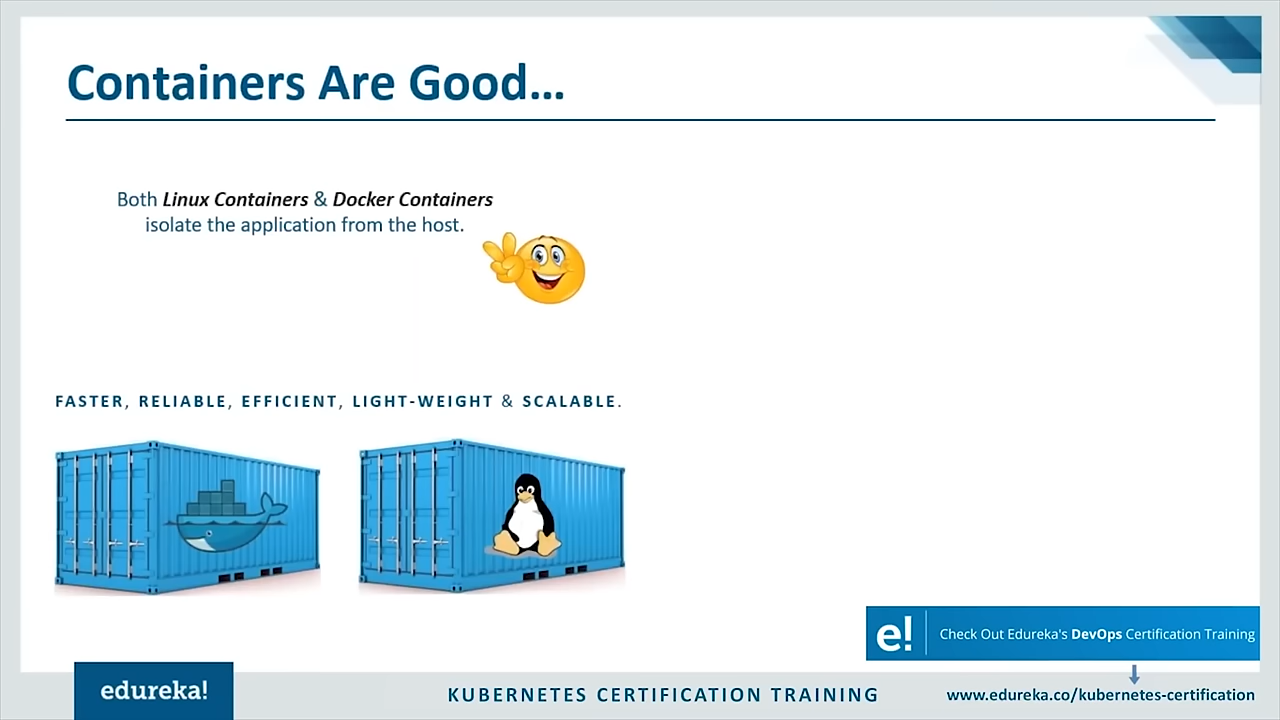 Containers Are Good...
Both Linux Containers & Docker Containers
isolate the application from the host.
FASTER, RELIABLE, EFFICIENT, LIGHT-WEIGHT & SCALABLE.
e! Check Out Edureka's DevOps Certification Training
edureka!
KUBERNETES CERTIFICATION TRAINING
www.edureka.co/kubernetes-certification